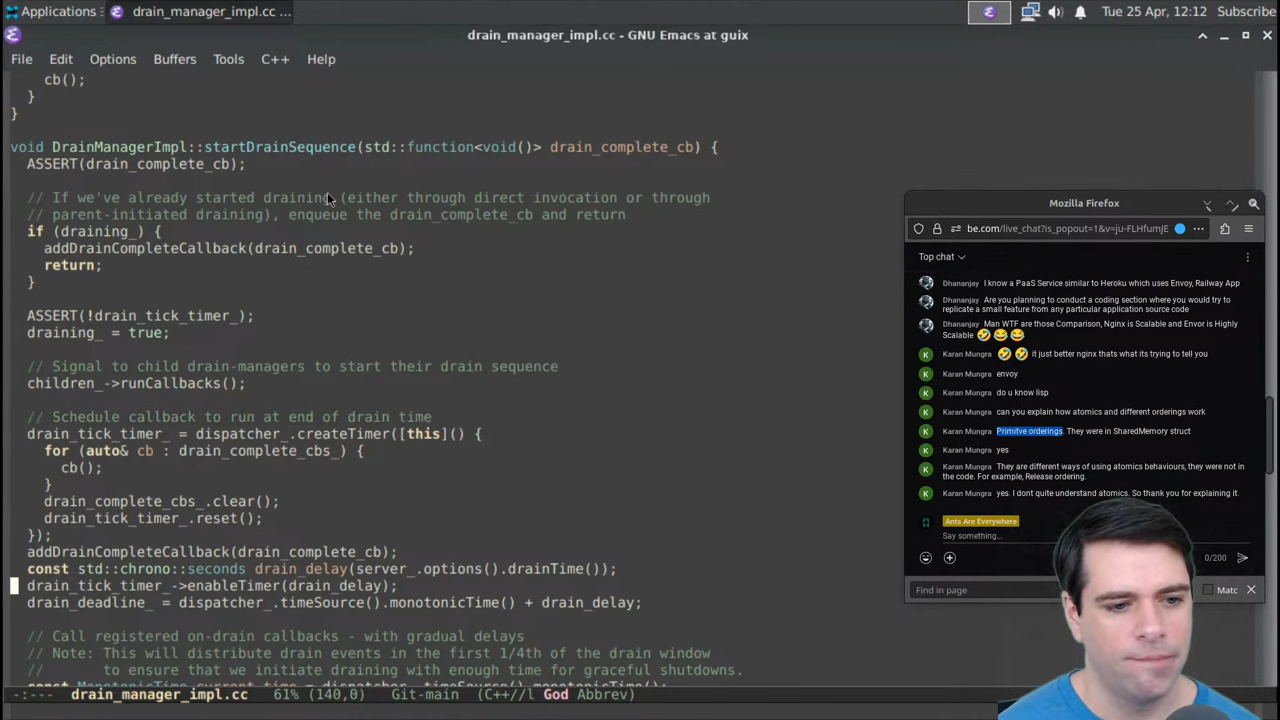 Applications
drain_manager_impl.cc ...
Tue 25 Apr, 12:12
Subscribe
drain_manager_impl.cc - GNU Emacs at guix
File Edit Options Buffers Tools C++ Help
cb();
}
}
void DrainManagerImpl::startDrainSequence(std::function<void()> drain_complete_cb) {
ASSERT(drain_complete_cb);
// If we've already started draining (either through direct invocation or through
// parent-initiated draining), enqueue the drain_complete_cb and return
if (draining_) {
addDrainCompleteCallback(drain_complete_cb);
return;
}
ASSERT(!drain_tick_timer_);
draining_ = true;
// Signal to child drain-managers to start their drain sequence
children_->runCallbacks();
// Schedule callback to run at end of drain time
drain_tick_timer_ = dispatcher_.createTimer([this]() {
for (auto& cb : drain_complete_cbs_) {
cb();
}
drain_complete_cbs_.clear();
drain_tick_timer_.reset();
});
addDrainCompleteCallback(drain_complete_cb);
const std::chrono::seconds drain_delay(server_.options().drainTime());
drain_tick_timer_->enableTimer(drain_delay);
drain_deadline_ = dispatcher_.timeSource().monotonicTime() + drain_delay;
// Call registered on-drain callbacks - with gradual delays
// Note: This will distribute drain events in the first 1/4th of the drain window
// to ensure that we initiate draining with enough time for graceful shutdowns.
const MonotonicTime current_time = dispatcher_.timeSource().monotonicTime();
-:--- drain_manager_impl.cc 61% (140,0) Git-main (C++//l God Abbrev)
Mozilla Firefox
be.com/live_chat?is_popout=1&v=ju-FLHfumJE
Top chat
Dhananjay I know a PaaS Service similar to Heroku which uses Envoy, Railway App
Dhananjay Are you planning to conduct a coding section where you would try to
replicate a small feature from any particular application source code
Dhananjay Man WTF are those Comparison, Nginx is Scalable and Envor is Highly
Scalable 🤣😂😂
K Karan Mungra 🤣🤣 it just better nginx thats what its trying to tell you
K Karan Mungra envoy
K Karan Mungra do u know lisp
K Karan Mungra can you explain how atomics and different orderings work
K Karan Mungra Primitve orderings. They were in SharedMemory struct
K Karan Mungra yes
K Karan Mungra They are different ways of using atomics behaviours, they were not in
the code. For example, Release ordering.
K Karan Mungra yes. I dont quite understand atomics. So thank you for explaining it.
Ants Are Everywhere
Say something...
0/200
Find in page
Matc